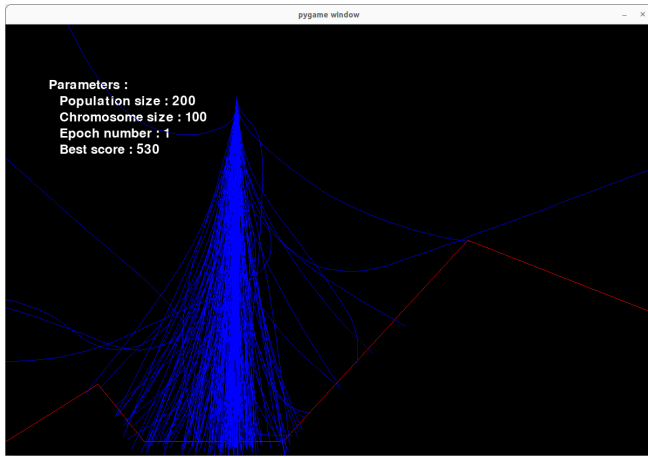 pygame window
Parameters :
Population size : 200
Chromosome size : 100
Epoch number : 1
Best score : 530